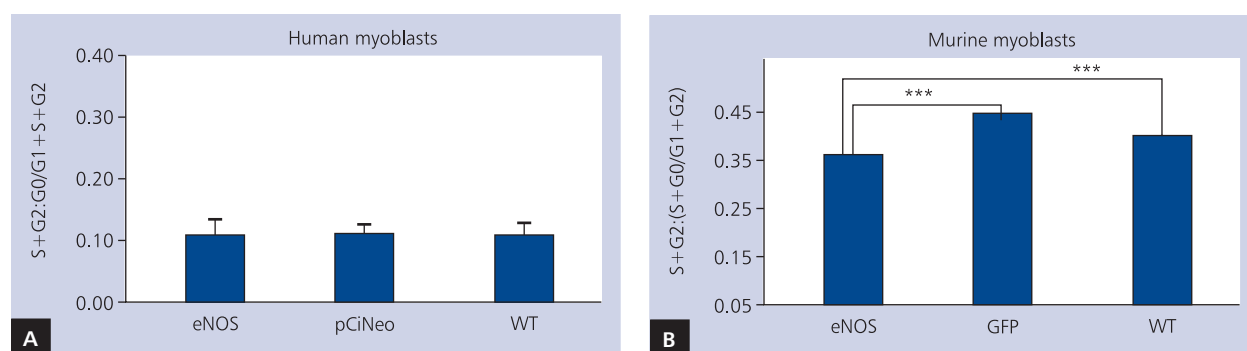 Human myoblasts
S+G2:G0/G1+S+G2
0.40
0.30
0.20
0.10
0.00
eNOS
pCiNeo
WT
A
Murine myoblasts
S+G2:(S+G0/G1+G2)
***
***
0.45
0.35
0.25
0.15
0.05
eNOS
GFP
WT
B